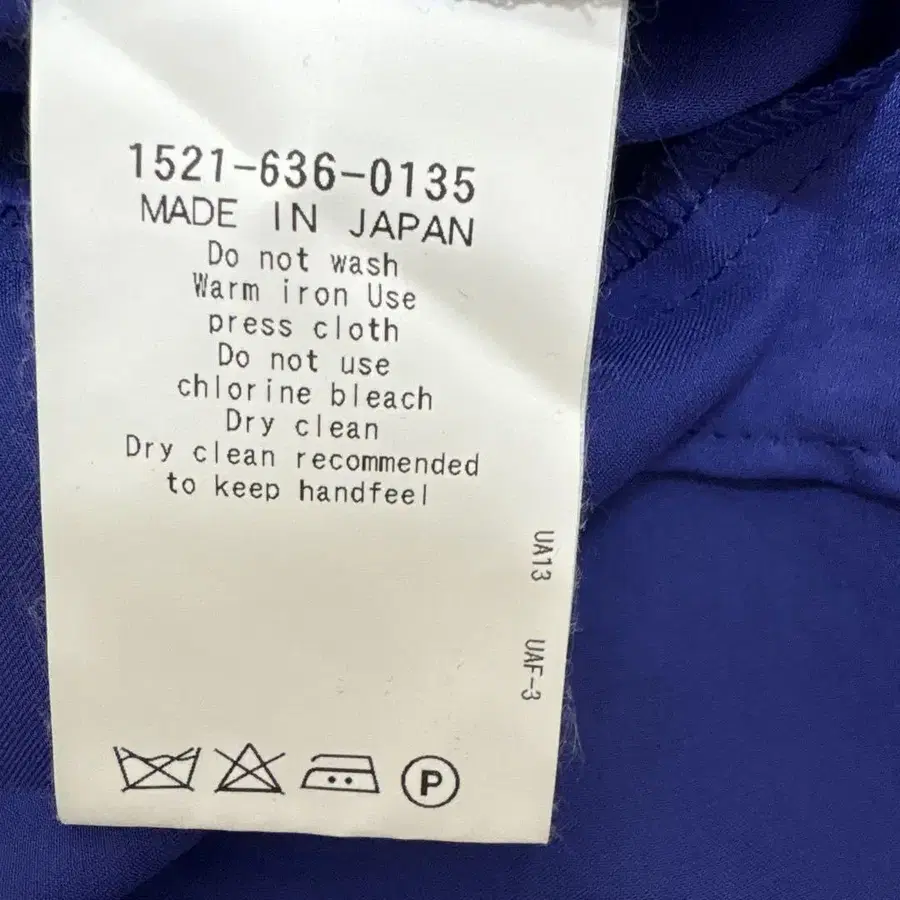 1521-636-0135
MADE IN JAPAN
Do not wash
Warm iron Use
press cloth
Do not use
chlorine bleach
Dry clean
Dry clean recommended
to keep handfeel
UA13
UAF-3
P